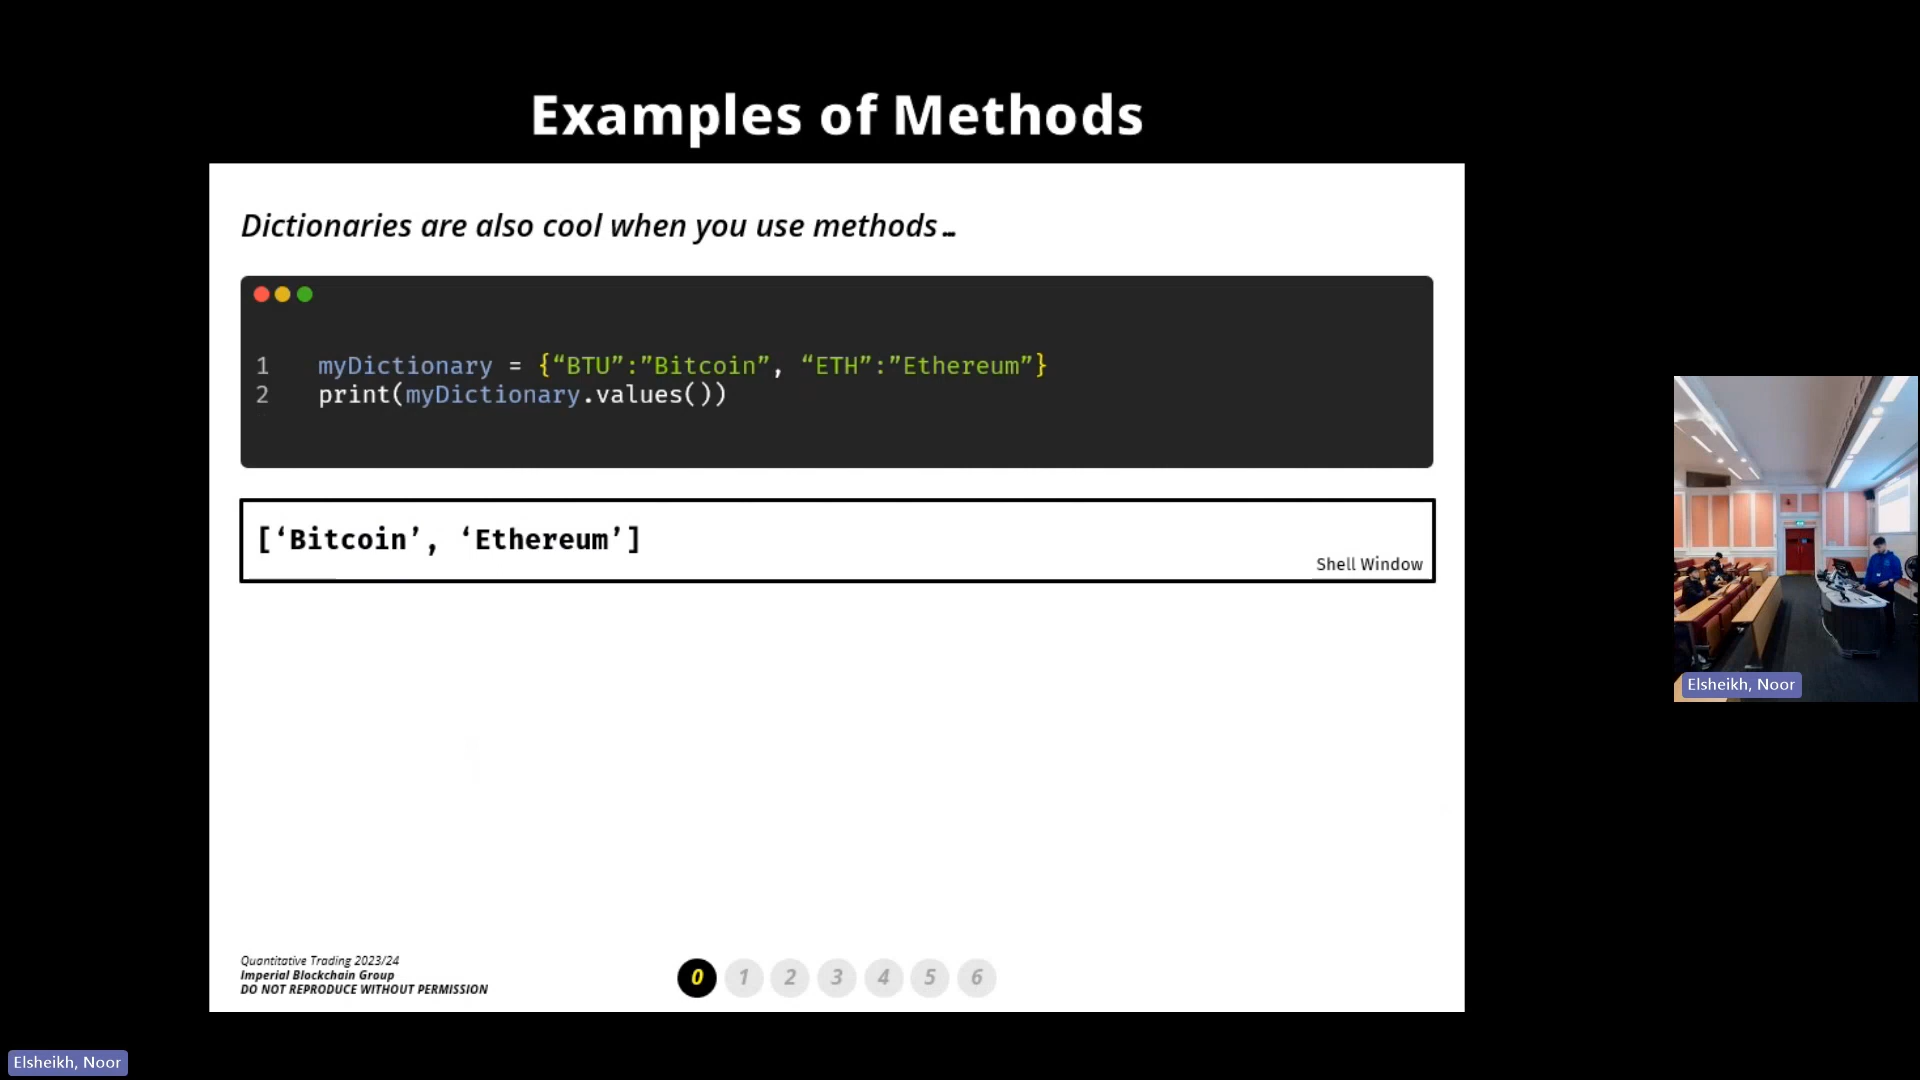 Examples of Methods
Dictionaries are also cool when you use methods…
1 myDictionary = {“BTU”:”Bitcoin”, “ETH”:”Ethereum”}
2 print(myDictionary.values())
[‘Bitcoin’, ‘Ethereum’]
Shell Window
Quantitative Trading 2023/24
Imperial Blockchain Group
DO NOT REPRODUCE WITHOUT PERMISSION
0 1 2 3 4 5 6
Elsheikh, Noor
Elsheikh, Noor